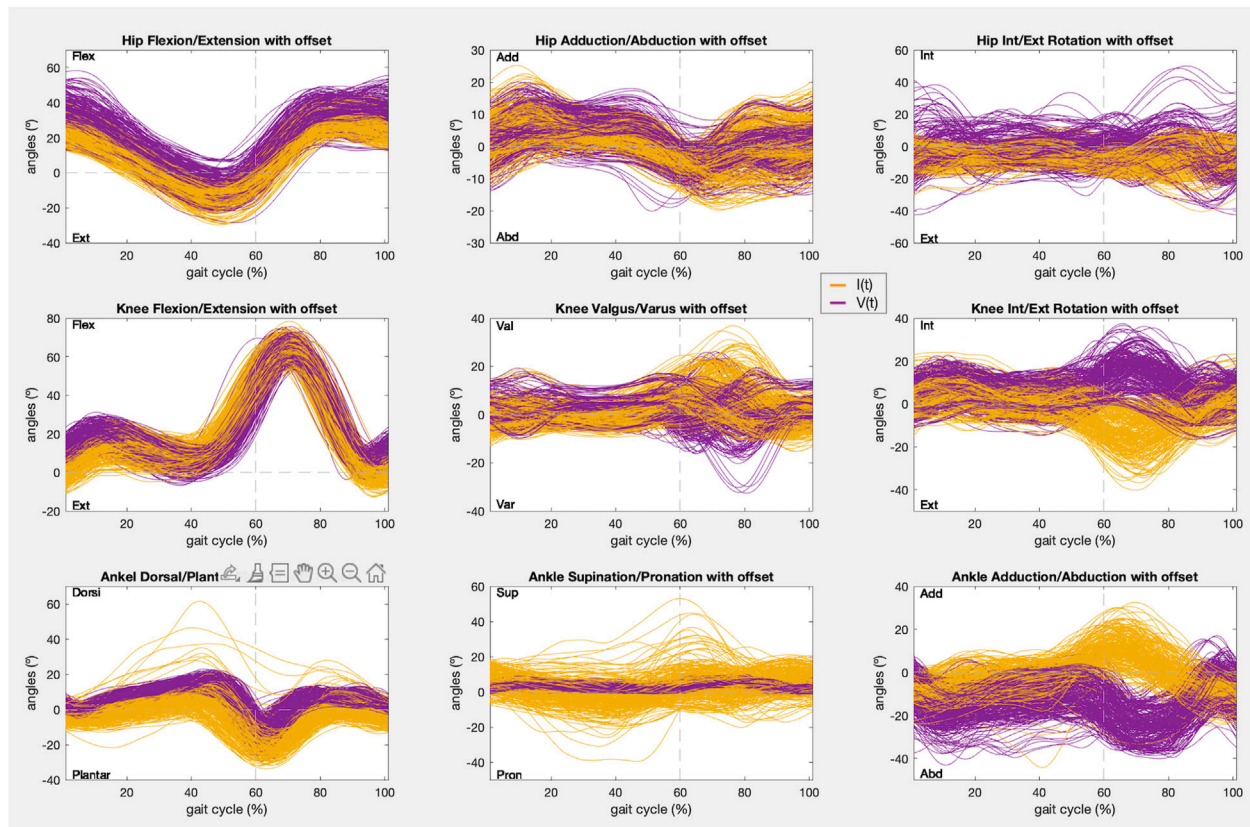 Hip Flexion/Extension with offset
Flex
60
40
20
0
-20
-40
Ext
angles (º)
20 40 60 80 100
gait cycle (%)
Hip Adduction/Abduction with offset
Add
30
20
10
0
-10
-20
-30
Abd
angles (º)
20 40 60 80 100
gait cycle (%)
Hip Int/Ext Rotation with offset
Int
60
40
20
0
-20
-40
-60
Ext
angles (º)
20 40 60 80 100
gait cycle (%)
I(t)
V(t)
Knee Flexion/Extension with offset
Flex
80
60
40
20
0
-20
Ext
angles (º)
20 40 60 80 100
gait cycle (%)
Knee Valgus/Varus with offset
Val
40
20
0
-20
-40
Var
angles (º)
20 40 60 80 100
gait cycle (%)
Knee Int/Ext Rotation with offset
Int
40
20
0
-20
-40
Ext
angles (º)
20 40 60 80 100
gait cycle (%)
Ankel Dorsal/Plant
Dorsi
60
40
20
0
-20
-40
Plantar
angles (º)
20 40 60 80 100
gait cycle (%)
Ankle Supination/Pronation with offset
Sup
60
40
20
0
-20
-40
Pron
angles (º)
20 40 60 80 100
gait cycle (%)
Ankle Adduction/Abduction with offset
Add
40
20
0
-20
-40
Abd
angles (º)
20 40 60 80 100
gait cycle (%)